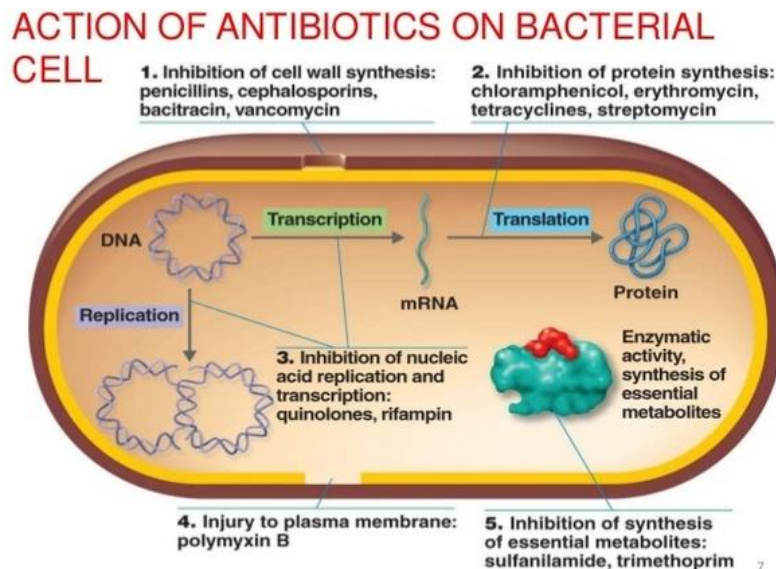 ACTION OF ANTIBIOTICS ON BACTERIAL
CELL
1. Inhibition of cell wall synthesis:
penicillins, cephalosporins,
bacitracin, vancomycin
2. Inhibition of protein synthesis:
chloramphenicol, erythromycin,
tetracyclines, streptomycin
DNA
Transcription
mRNA
Translation
Protein
Replication
3. Inhibition of nucleic
acid replication and
transcription:
quinolones, rifampin
Enzymatic
activity,
synthesis of
essential
metabolites
4. Injury to plasma membrane:
polymyxin B
5. Inhibition of synthesis
of essential metabolites:
sulfanilamide, trimethoprim
7